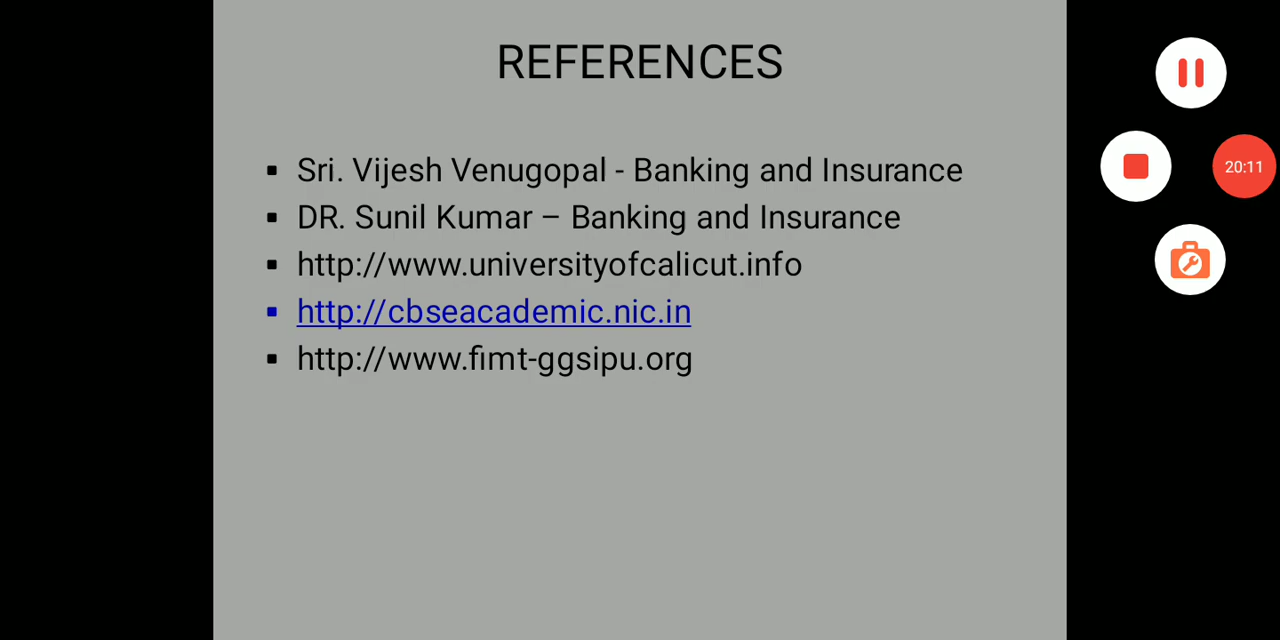 REFERENCES
▪ Sri. Vijesh Venugopal - Banking and Insurance
▪ DR. Sunil Kumar – Banking and Insurance
▪ http://www.universityofcalicut.info
▪ http://cbseacademic.nic.in
▪ http://www.fimt-ggsipu.org
20:11